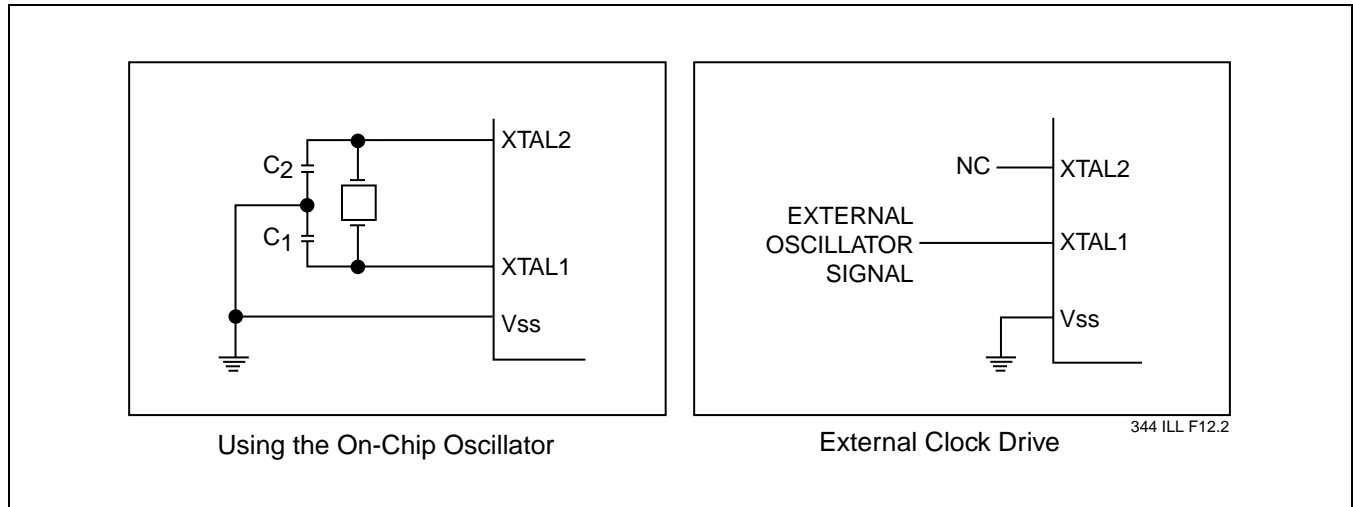 XTAL2
C2
C1
XTAL1
Vss
Using the On-Chip Oscillator
NC
XTAL2
EXTERNAL
OSCILLATOR
SIGNAL
XTAL1
Vss
External Clock Drive
344 ILL F12.2